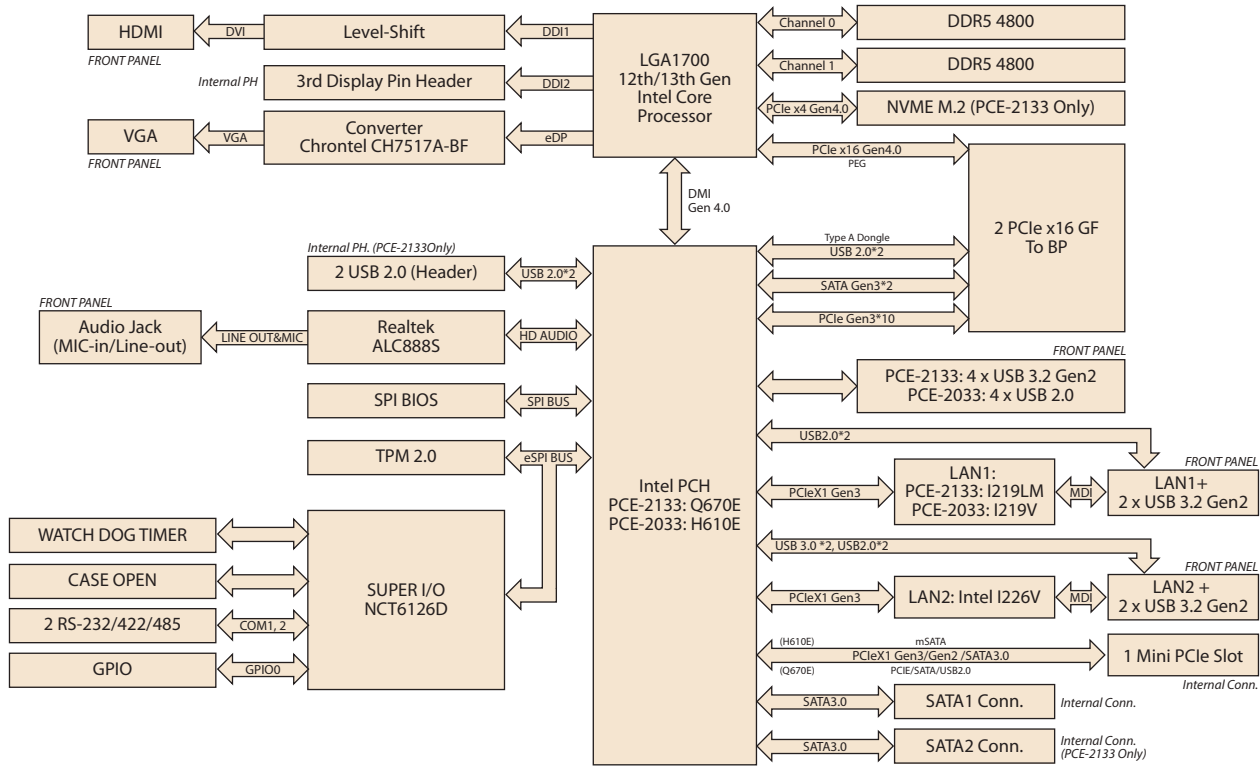 HDMI
FRONT PANEL
DVI
Level-Shift
DDI1
Internal PH
3rd Display Pin Header
DDI2
VGA
FRONT PANEL
VGA
Converter
Chrontel CH7517A-BF
eDP
LGA1700
12th/13th Gen
Intel Core
Processor
Channel 0
DDR5 4800
Channel 1
DDR5 4800
PCIe x4 Gen4.0
NVME M.2 (PCE-2133 Only)
PCIe x16 Gen4.0
PEG
DMI
Gen 4.0
2 PCIe x16 GF
To BP
Type A Dongle
USB 2.0*2
SATA Gen3*2
PCIe Gen3*10
Internal PH. (PCE-2133Only)
2 USB 2.0 (Header)
USB 2.0*2
FRONT PANEL
Audio Jack
(MIC-in/Line-out)
LINE OUT&MIC
Realtek
ALC888S
HD AUDIO
SPI BIOS
SPI BUS
TPM 2.0
eSPI BUS
Intel PCH
PCE-2133: Q670E
PCE-2033: H610E
WATCH DOG TIMER
CASE OPEN
2 RS-232/422/485
COM1, 2
GPIO
GPIO0
SUPER I/O
NCT6126D
FRONT PANEL
PCE-2133: 4 x USB 3.2 Gen2
PCE-2033: 4 x USB 2.0
USB2.0*2
PCIeX1 Gen3
LAN1:
PCE-2133: I219LM
PCE-2033: I219V
MDI
FRONT PANEL
LAN1+
2 x USB 3.2 Gen2
USB 3.0 *2, USB2.0*2
PCIeX1 Gen3
LAN2: Intel I226V
MDI
FRONT PANEL
LAN2 +
2 x USB 3.2 Gen2
(H610E)
mSATA
PCIeX1 Gen3/Gen2 /SATA3.0
(Q670E)
PCIE/SATA/USB2.0
1 Mini PCIe Slot
Internal Conn.
SATA3.0
SATA1 Conn.
Internal Conn.
SATA3.0
SATA2 Conn.
Internal Conn.
(PCE-2133 Only)